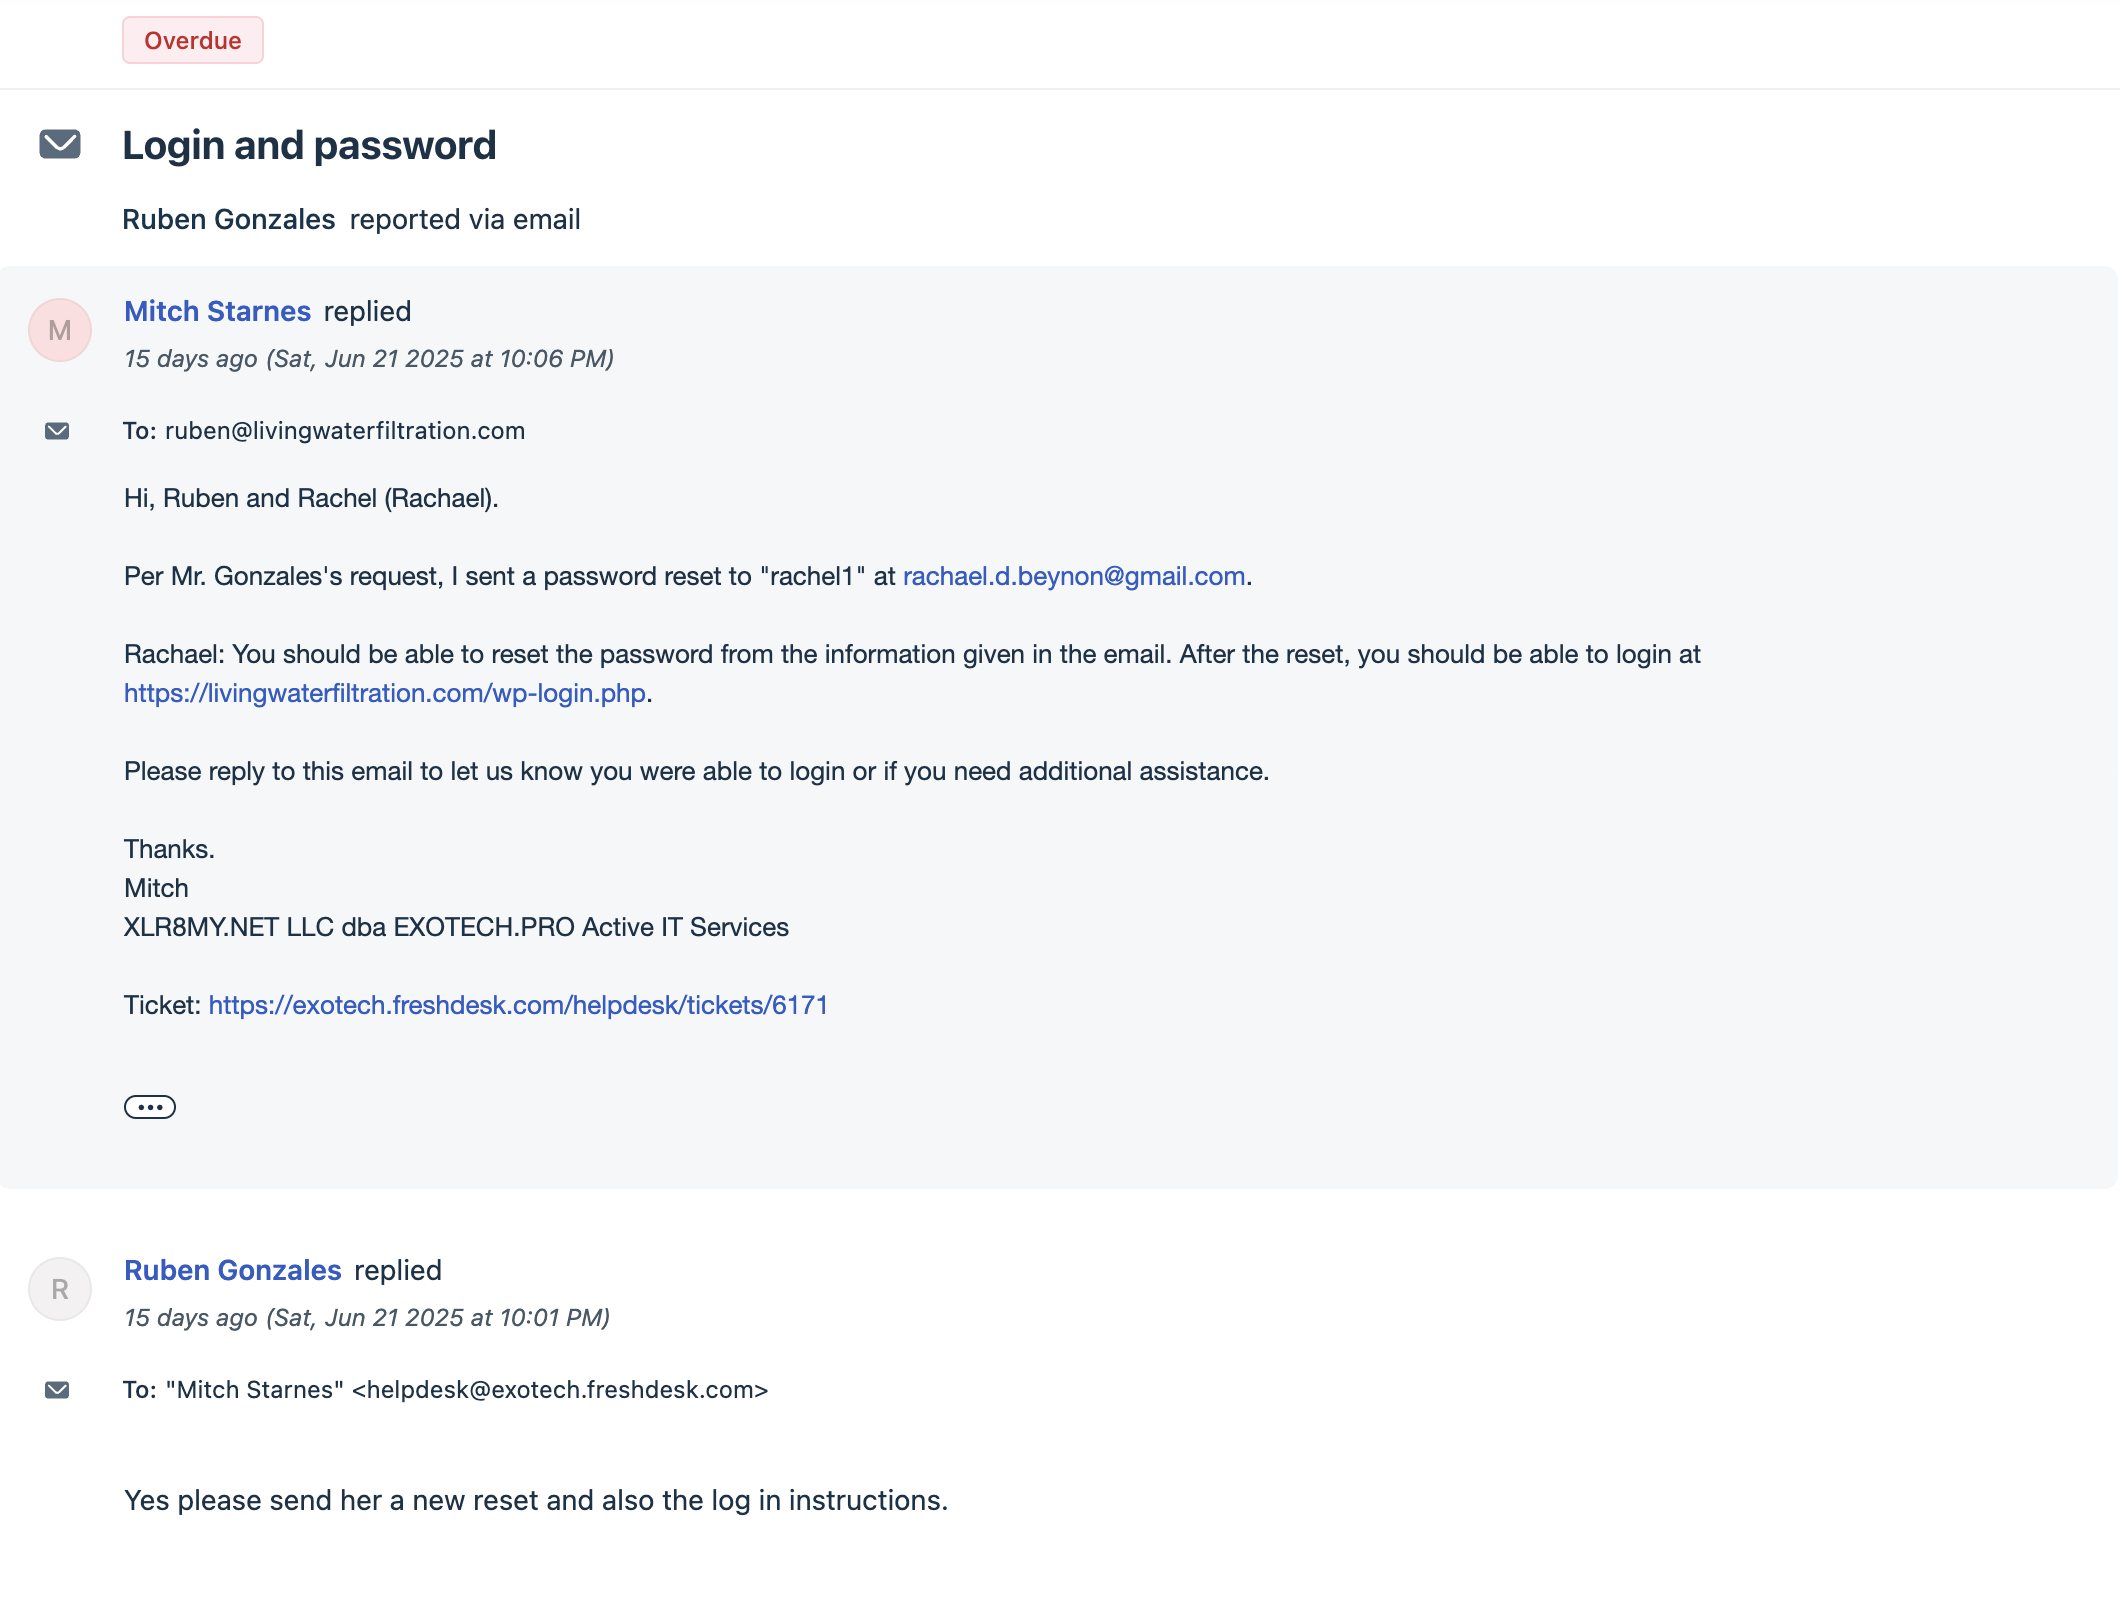 Overdue
Login and password
Ruben Gonzales reported via email
M
Mitch Starnes replied
15 days ago (Sat, Jun 21 2025 at 10:06 PM)
To: ruben@livingwaterfiltration.com
Hi, Ruben and Rachel (Rachael).
Per Mr. Gonzales's request, I sent a password reset to "rachel1" at rachael.d.beynon@gmail.com.
Rachael: You should be able to reset the password from the information given in the email. After the reset, you should be able to login at
https://livingwaterfiltration.com/wp-login.php.
Please reply to this email to let us know you were able to login or if you need additional assistance.
Thanks.
Mitch
XLR8MY.NET LLC dba EXOTECH.PRO Active IT Services
Ticket: https://exotech.freshdesk.com/helpdesk/tickets/6171
R
Ruben Gonzales replied
15 days ago (Sat, Jun 21 2025 at 10:01 PM)
To: "Mitch Starnes" <helpdesk@exotech.freshdesk.com>
Yes please send her a new reset and also the log in instructions.